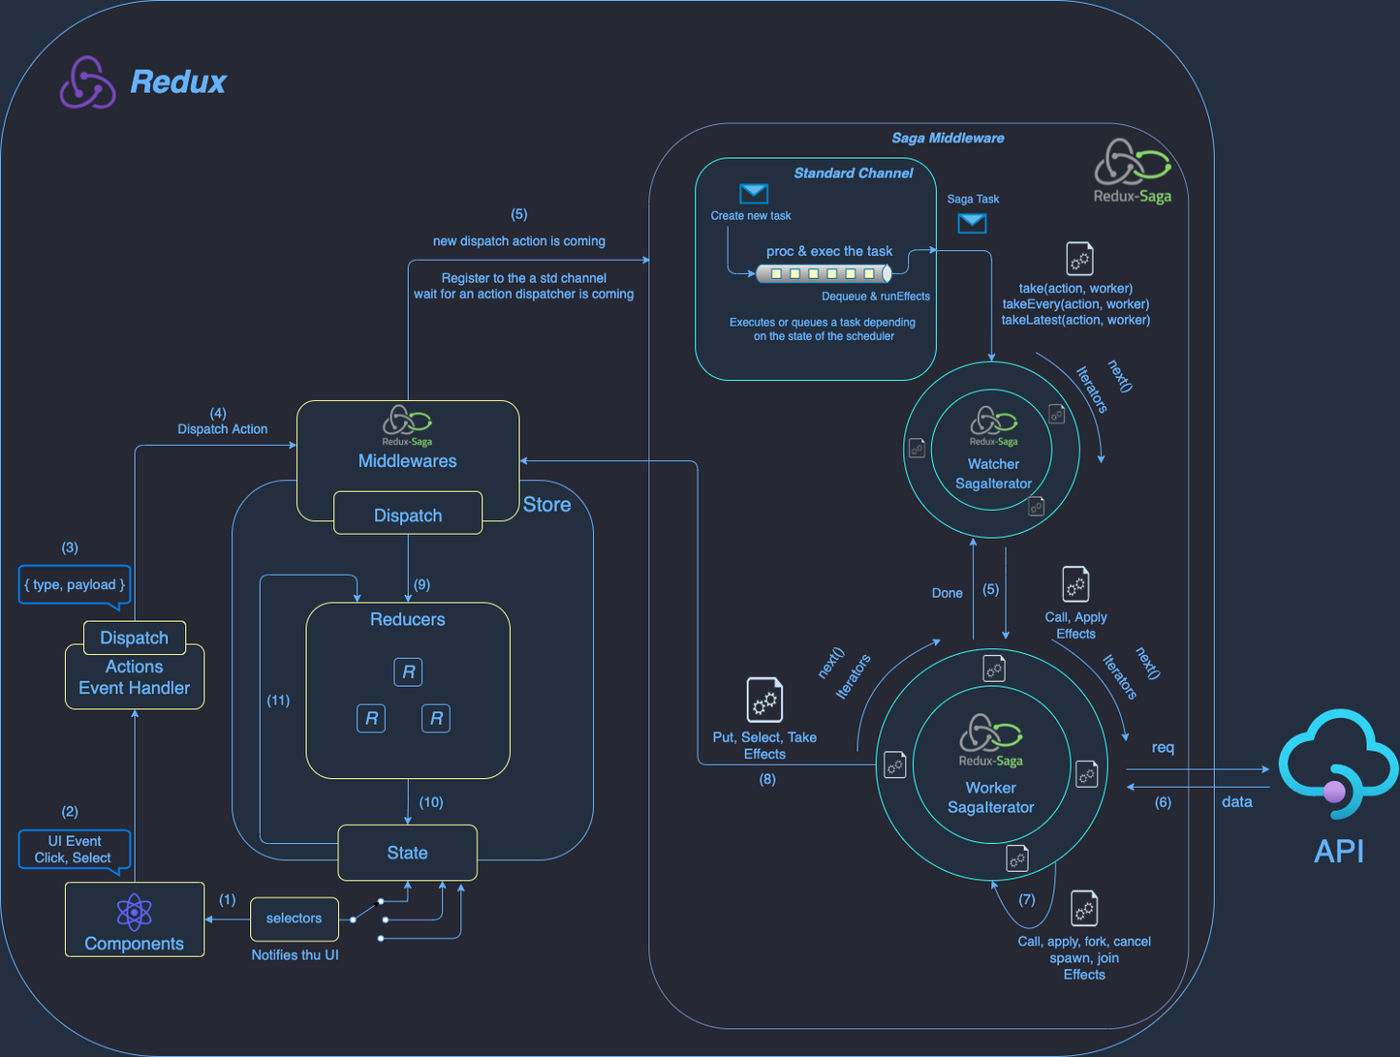 Redux
Saga Middleware
Redux-Saga
Standard Channel
Create new task
proc & exec the task
Dequeue & runEffects
Executes or queues a task depending
on the state of the scheduler
Saga Task
take(action, worker)
takeEvery(action, worker)
takeLatest(action, worker)
(5)
new dispatch action is coming
Register to the a std channel
wait for an action dispatcher is coming
next()
Iterators
(4)
Dispatch Action
Redux-Saga
Middlewares
Dispatch
Store
Redux-Saga
Watcher
SagaIterator
(3)
{ type, payload }
Dispatch
Actions
Event Handler
(9)
Reducers
R
R
R
(11)
(10)
State
Done
(5)
Call, Apply
Effects
next()
Iterators
next()
Iterators
Put, Select, Take
Effects
(8)
Redux-Saga
Worker
SagaIterator
req
(6)
data
API
(7)
Call, apply, fork, cancel
spawn, join
Effects
(2)
UI Event
Click, Select
Components
(1)
selectors
Notifies thu UI